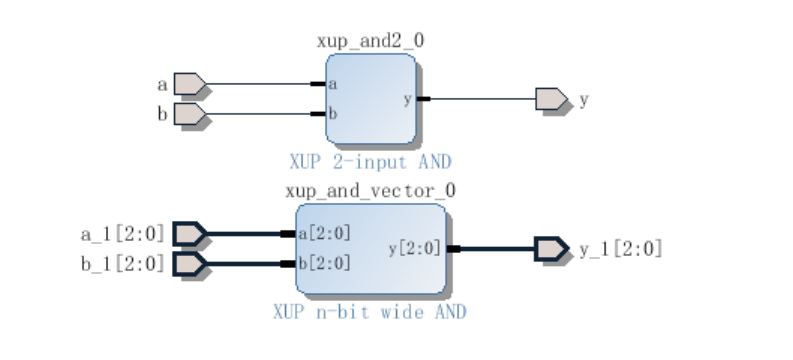 xup_and2_0
a
a
b
b
y
y
XUP 2-input AND
xup_and_vector_0
a_1[2:0]
a[2:0]
b_1[2:0]
b[2:0]
y[2:0]
y_1[2:0]
XUP n-bit wide AND